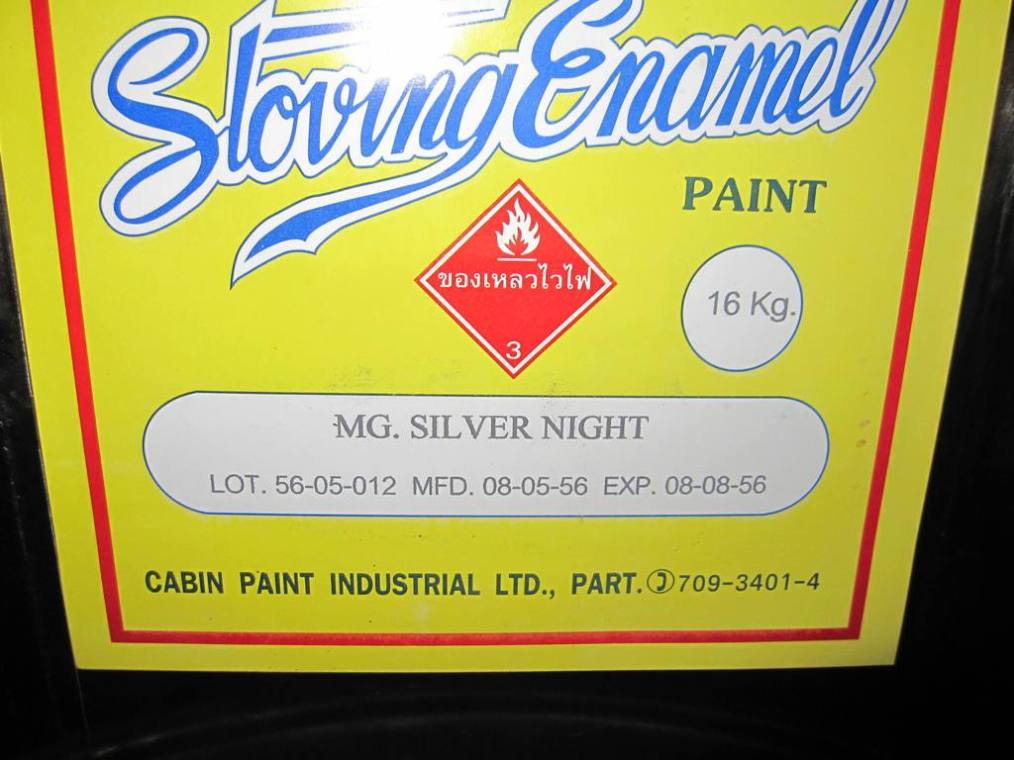 Stoving Enamel
PAINT
ของเหลวไวไฟ
3
16 Kg.
MG. SILVER NIGHT
LOT. 56-05-012 MFD. 08-05-56 EXP. 08-08-56
CABIN PAINT INDUSTRIAL LTD., PART. 709-3401-4